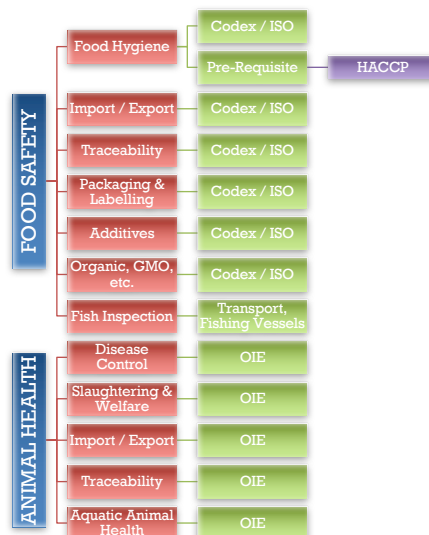 FOOD SAFETY
Food Hygiene
Codex / ISO
Pre-Requisite
HACCP
Import / Export
Codex / ISO
Traceability
Codex / ISO
Packaging &
Labelling
Codex / ISO
Additives
Codex / ISO
Organic, GMO,
etc.
Codex / ISO
Fish Inspection
Transport,
Fishing Vessels
ANIMAL HEALTH
Disease
Control
OIE
Slaughtering &
Welfare
OIE
Import / Export
OIE
Traceability
OIE
Aquatic Animal
Health
OIE